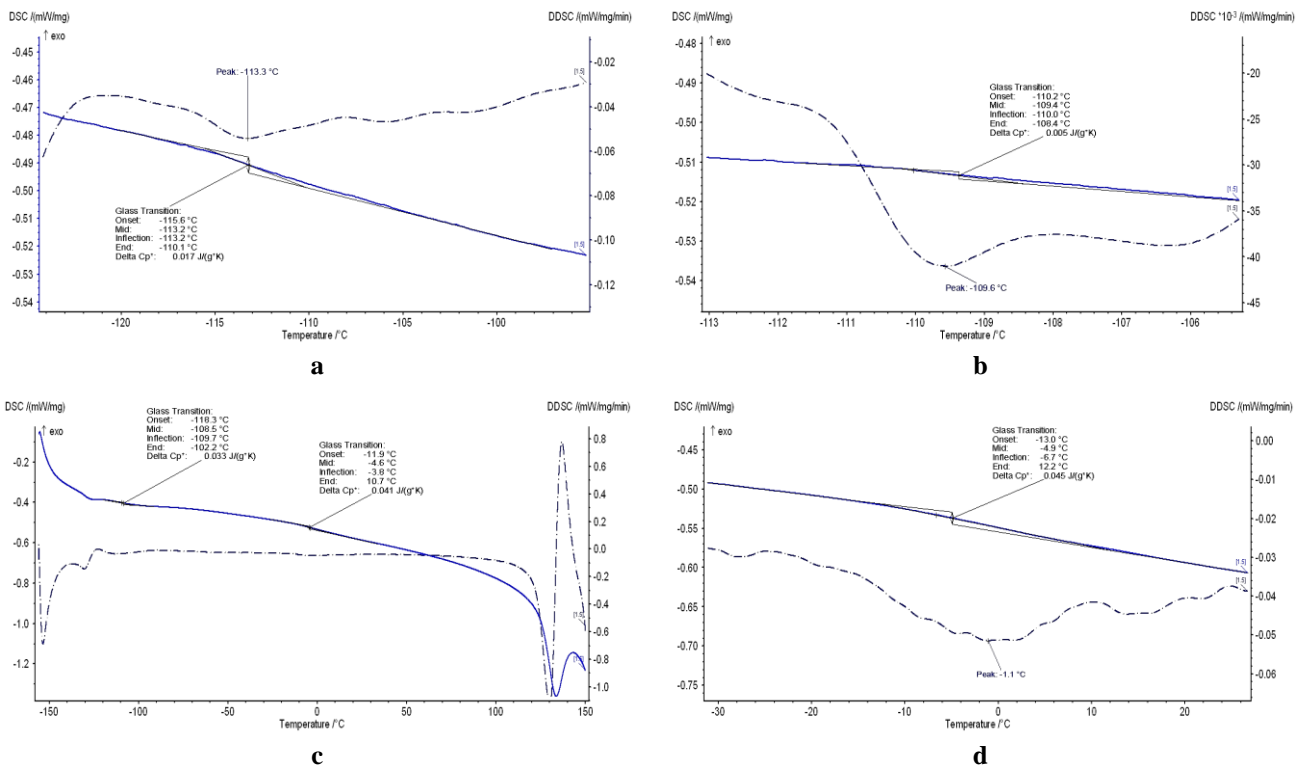 DSC /(mW/mg)
DDSC /(mW/mg/min)
↑ exo
-0.45
-0.46
-0.47
-0.48
-0.49
-0.50
-0.51
-0.52
-0.53
-0.54
-0.02
-0.04
-0.06
-0.08
-0.10
-0.12
Peak: -113.3 °C
[1.5]
Glass Transition:
Onset: -115.6 °C
Mid: -113.2 °C
Inflection: -113.2 °C
End: -110.1 °C
Delta Cp*: 0.017 J/(g*K)
[1.5]
-120 -115 -110 -105 -100
Temperature /°C
a
DSC /(mW/mg)
DDSC *10-3 /(mW/mg/min)
↑ exo
-0.48
-0.49
-0.50
-0.51
-0.52
-0.53
-0.54
-20
-25
-30
-35
-40
-45
Glass Transition:
Onset: -110.2 °C
Mid: -109.4 °C
Inflection: -110.0 °C
End: -108.4 °C
Delta Cp*: 0.005 J/(g*K)
[1.5]
[1.5]
Peak: -109.6 °C
-113 -112 -111 -110 -109 -108 -107 -106
Temperature /°C
b
DSC /(mW/mg)
DDSC /(mW/mg/min)
↑ exo
-0.2
-0.4
-0.6
-0.8
-1.0
-1.2
0.8
0.6
0.4
0.2
0.0
-0.2
-0.4
-0.6
-0.8
-1.0
Glass Transition:
Onset: -118.3 °C
Mid: -108.5 °C
Inflection: -109.7 °C
End: -102.2 °C
Delta Cp*: 0.033 J/(g*K)
Glass Transition:
Onset: -11.9 °C
Mid: -4.6 °C
Inflection: -3.8 °C
End: 10.7 °C
Delta Cp*: 0.041 J/(g*K)
[1.5]
[1.5]
-150 -100 -50 0 50 100 150
Temperature /°C
c
DSC /(mW/mg)
DDSC /(mW/mg/min)
↑ exo
-0.45
-0.50
-0.55
-0.60
-0.65
-0.70
-0.75
0.00
-0.01
-0.02
-0.03
-0.04
-0.05
-0.06
Glass Transition:
Onset: -13.0 °C
Mid: -4.9 °C
Inflection: -6.7 °C
End: 12.2 °C
Delta Cp*: 0.045 J/(g*K)
[1.5]
[1.5]
Peak: -1.1 °C
-30 -20 -10 0 10 20
Temperature /°C
d